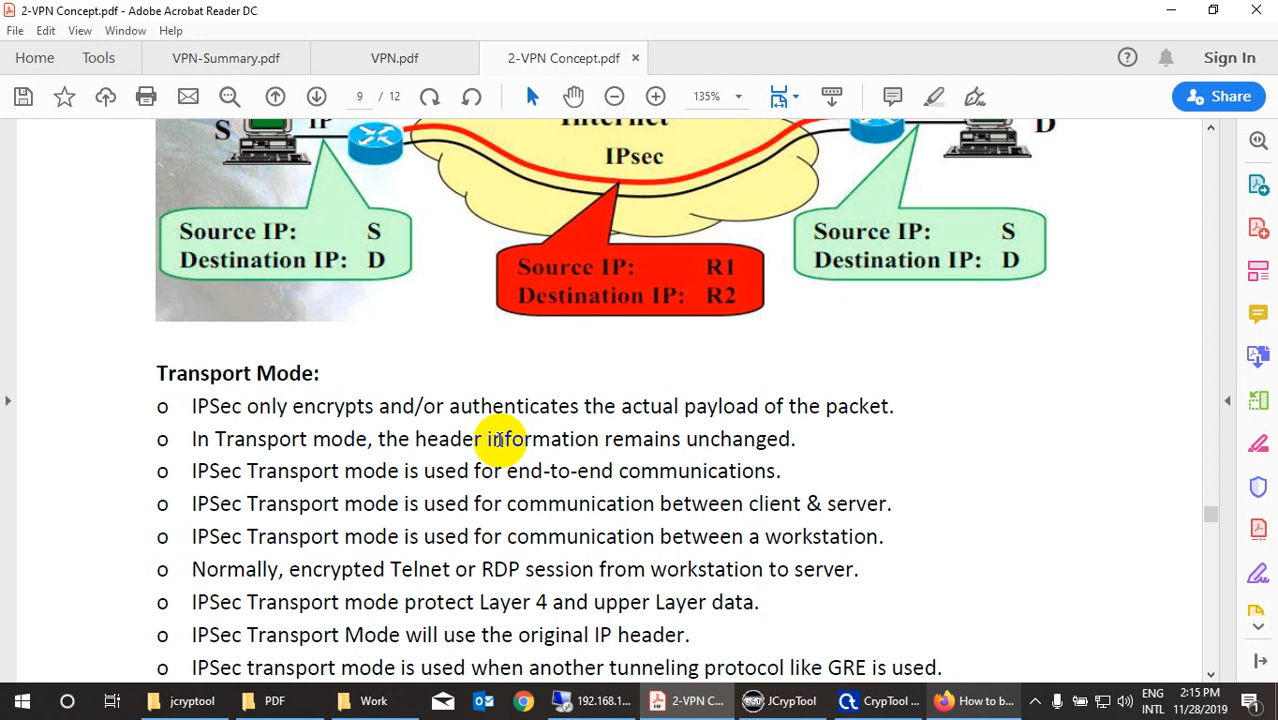 2-VPN Concept.pdf - Adobe Acrobat Reader DC
File Edit View Window Help
Home Tools VPN-Summary.pdf VPN.pdf 2-VPN Concept.pdf × Sign In
9 / 12 135% Share
S IP Internet D
IPsec
Source IP: S
Destination IP: D
Source IP: R1
Destination IP: R2
Source IP: S
Destination IP: D
Transport Mode:
o IPSec only encrypts and/or authenticates the actual payload of the packet.
o In Transport mode, the header information remains unchanged.
o IPSec Transport mode is used for end-to-end communications.
o IPSec Transport mode is used for communication between client & server.
o IPSec Transport mode is used for communication between a workstation.
o Normally, encrypted Telnet or RDP session from workstation to server.
o IPSec Transport mode protect Layer 4 and upper Layer data.
o IPSec Transport Mode will use the original IP header.
o IPSec transport mode is used when another tunneling protocol like GRE is used.
jcryptool PDF Work 192.168.1... 2-VPN C... JCrypTool CrypTool ... How to b... ENG 2:15 PM
INTL 11/28/2019 1